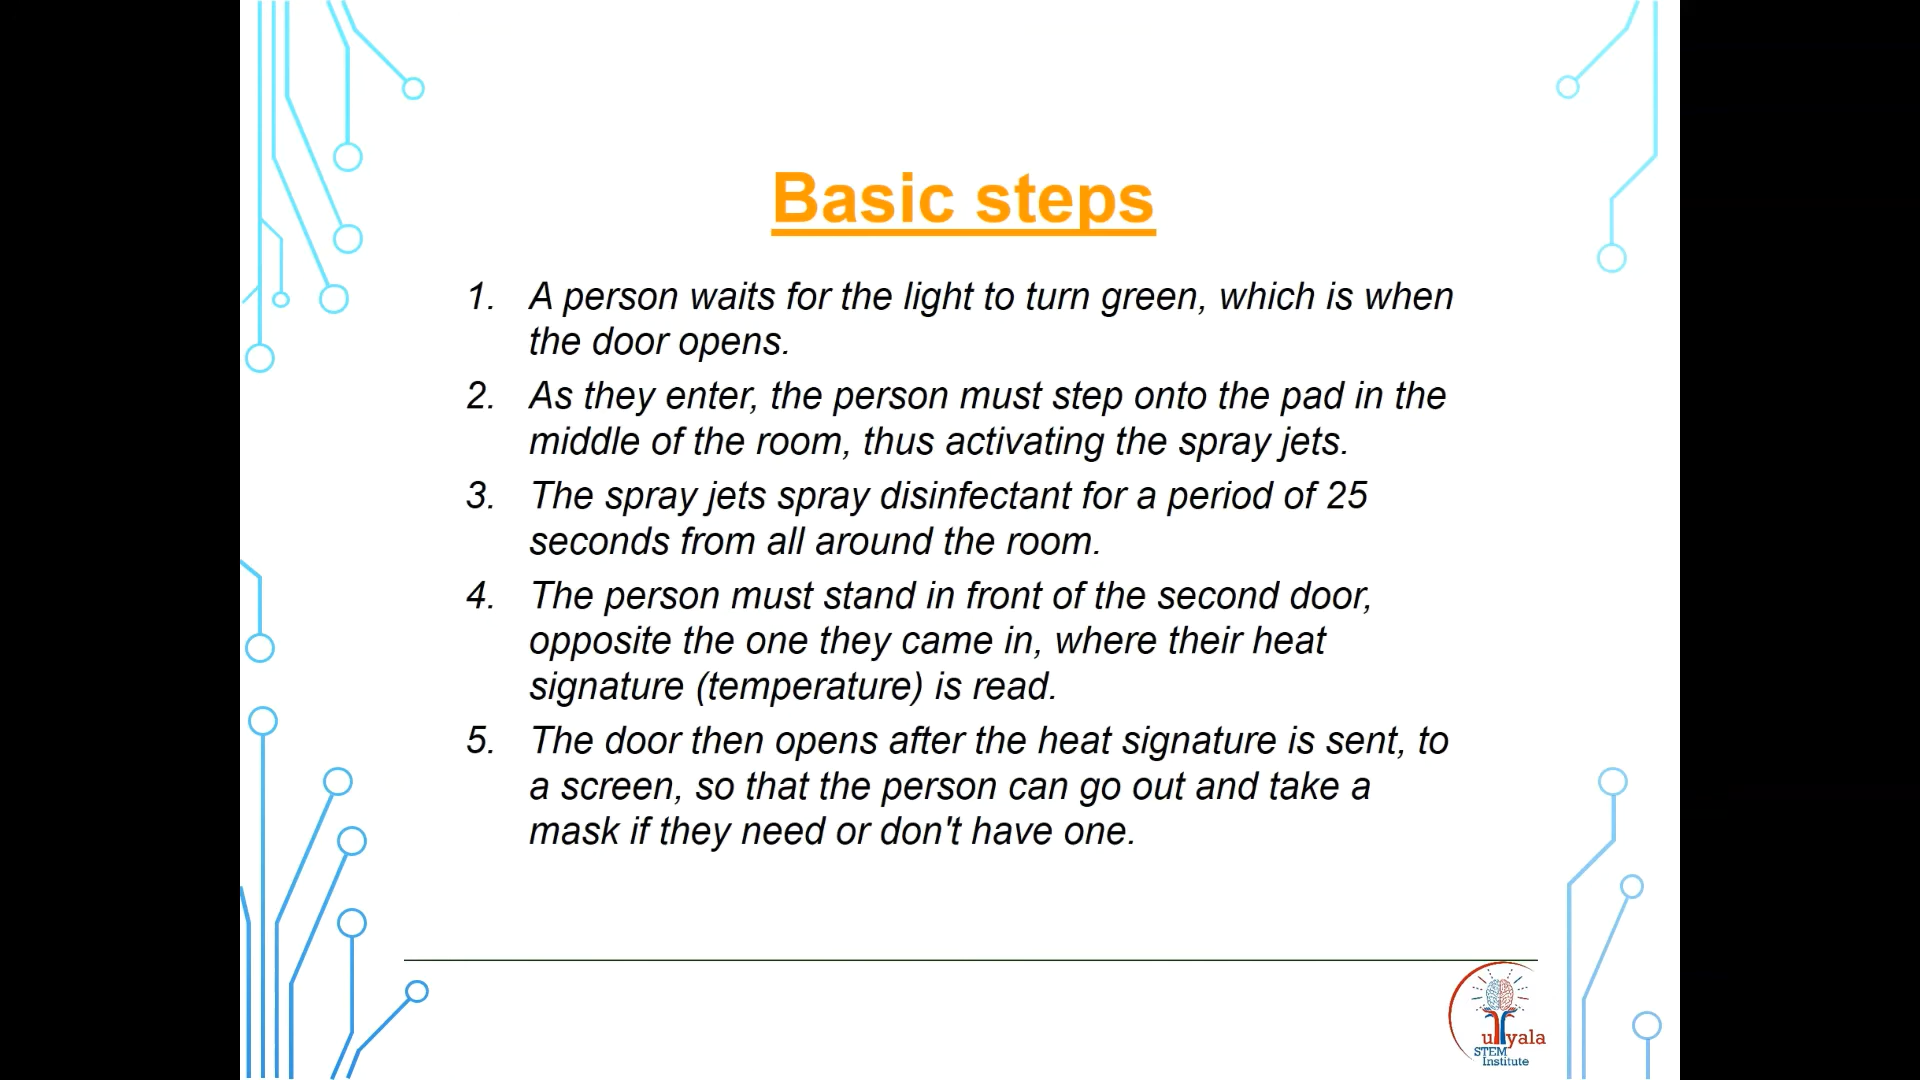 Basic steps
1. A person waits for the light to turn green, which is when
the door opens.
2. As they enter, the person must step onto the pad in the
middle of the room, thus activating the spray jets.
3. The spray jets spray disinfectant for a period of 25
seconds from all around the room.
4. The person must stand in front of the second door,
opposite the one they came in, where their heat
signature (temperature) is read.
5. The door then opens after the heat signature is sent, to
a screen, so that the person can go out and take a
mask if they need or don't have one.
STEM
Institute